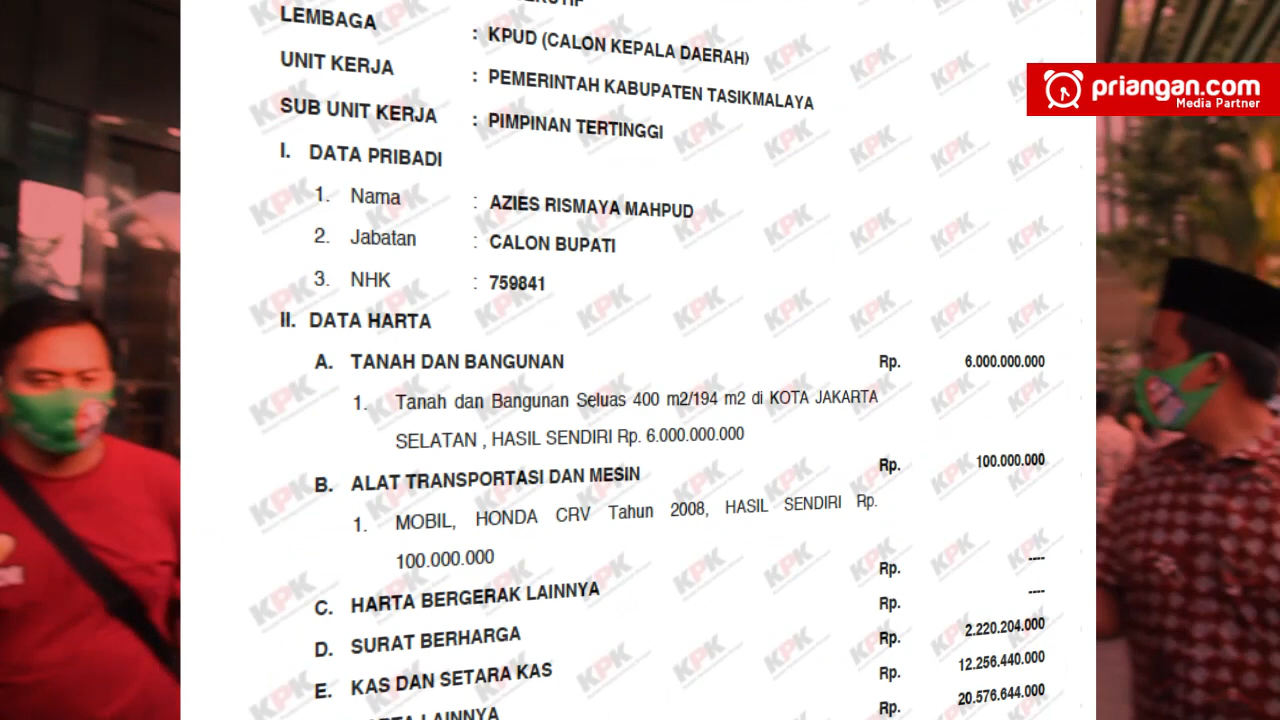 LEMBAGA : KPUD (CALON KEPALA DAERAH)
UNIT KERJA : PEMERINTAH KABUPATEN TASIKMALAYA
SUB UNIT KERJA : PIMPINAN TERTINGGI
I. DATA PRIBADI
1. Nama : AZIES RISMAYA MAHPUD
2. Jabatan : CALON BUPATI
3. NHK : 759841
II. DATA HARTA
A. TANAH DAN BANGUNAN Rp. 6.000.000.000
1. Tanah dan Bangunan Seluas 400 m2/194 m2 di KOTA JAKARTA
SELATAN , HASIL SENDIRI Rp. 6.000.000.000
B. ALAT TRANSPORTASI DAN MESIN Rp. 100.000.000
1. MOBIL, HONDA CRV Tahun 2008, HASIL SENDIRI Rp.
100.000.000
C. HARTA BERGERAK LAINNYA Rp. ----
D. SURAT BERHARGA Rp. ----
E. KAS DAN SETARA KAS Rp. 2.220.204.000
LAINNYA Rp. 12.256.440.000
Rp. 20.576.644.000
priangan.com
Media Partner
KPK